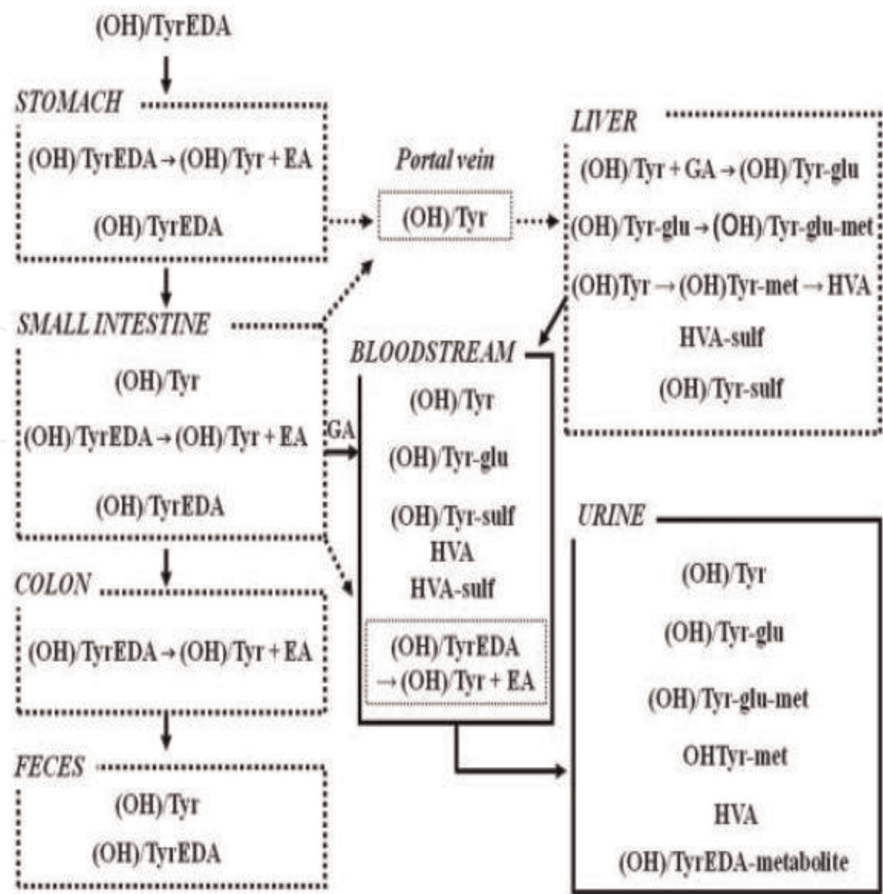 (OH)/TyrEDA
STOMACH
(OH)/TyrEDA → (OH)/Tyr + EA
(OH)/TyrEDA
SMALL INTESTINE
(OH)/Tyr
(OH)/TyrEDA → (OH)/Tyr + EA
(OH)/TyrEDA
COLON
(OH)/TyrEDA → (OH)/Tyr + EA
FECES
(OH)/Tyr
(OH)/TyrEDA
Portal vein
(OH)/Tyr
GA
BLOODSTREAM
(OH)/Tyr
(OH)/Tyr-glu
(OH)/Tyr-sulf
HVA
HVA-sulf
(OH)/TyrEDA
→ (OH)/Tyr + EA
LIVER
(OH)/Tyr + GA → (OH)/Tyr-glu
(OH)/Tyr-glu → (OH)/Tyr-glu-met
(OH)Tyr → (OH)Tyr-met → HVA
HVA-sulf
(OH)/Tyr-sulf
URINE
(OH)/Tyr
(OH)/Tyr-glu
(OH)/Tyr-glu-met
OHTyr-met
HVA
(OH)/TyrEDA-metabolite